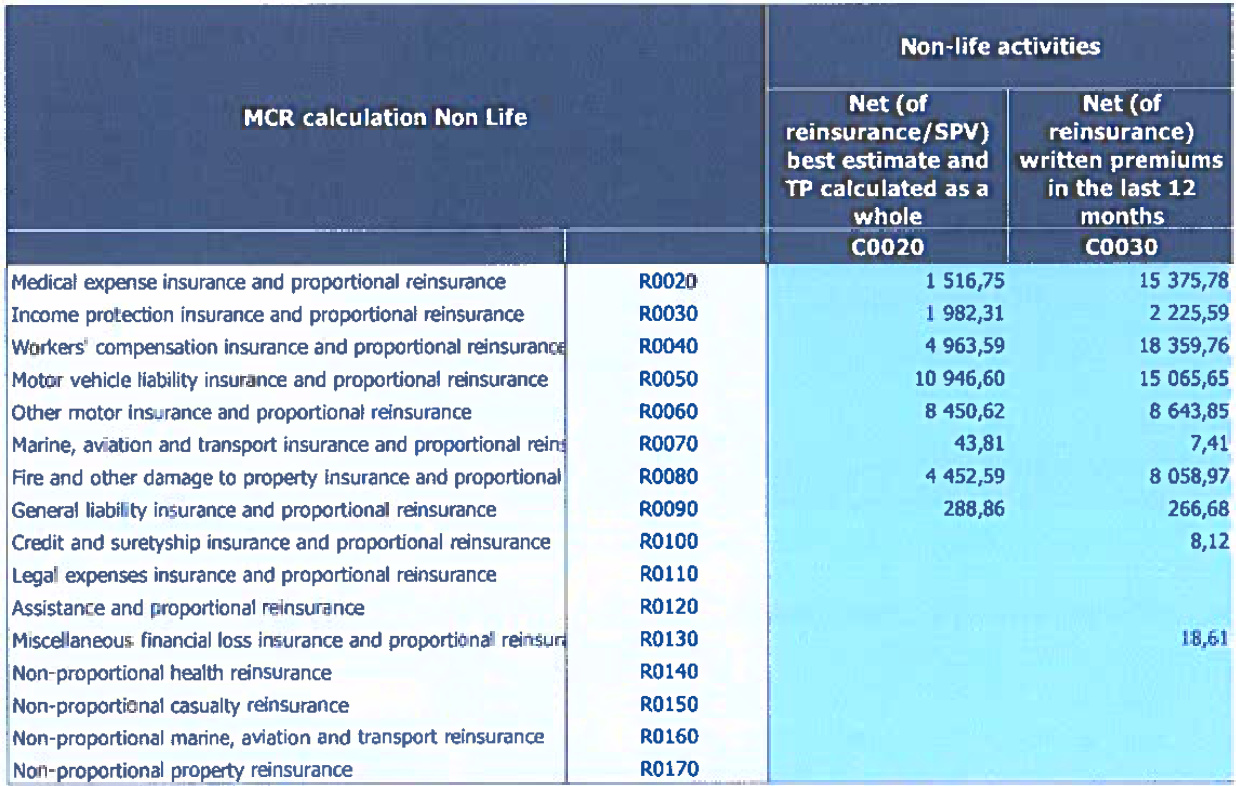 Non-life activities
MCR calculation Non Life
Net (of reinsurance/SPV) best estimate and TP calculated as a whole
Net (of reinsurance) written premiums in the last 12 months
C0020 C0030
Medical expense insurance and proportional reinsurance R0020 1 516,75 15 375,78
Income protection insurance and proportional reinsurance R0030 1 982,31 2 225,59
Workers' compensation insurance and proportional reinsurance R0040 4 963,59 18 359,76
Motor vehicle liability insurance and proportional reinsurance R0050 10 946,60 15 065,65
Other motor insurance and proportional reinsurance R0060 8 450,62 8 643,85
Marine, aviation and transport insurance and proportional reins R0070 43,81 7,41
Fire and other damage to property insurance and proportional R0080 4 452,59 8 058,97
General liability insurance and proportional reinsurance R0090 288,86 266,68
Credit and suretyship insurance and proportional reinsurance R0100 8,12
Legal expenses insurance and proportional reinsurance R0110
Assistance and proportional reinsurance R0120
Miscellaneous financial loss insurance and proportional reinsura R0130 18,61
Non-proportional health reinsurance R0140
Non-proportional casualty reinsurance R0150
Non-proportional marine, aviation and transport reinsurance R0160
Non-proportional property reinsurance R0170